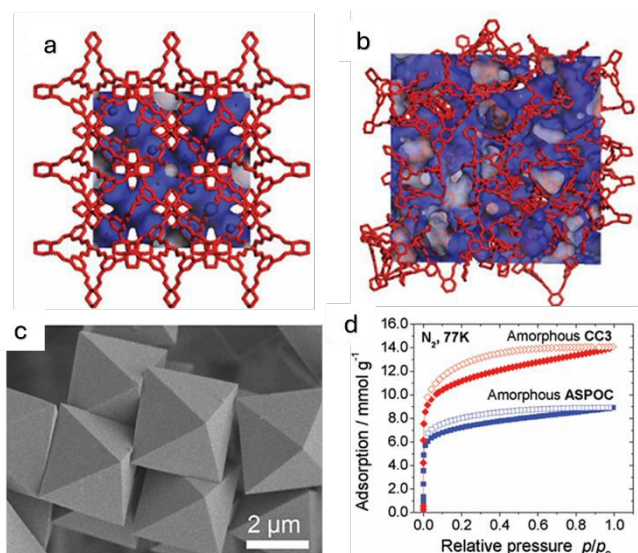 a
b
c
2 μm
d
N₂, 77K
Amorphous CC3
Amorphous ASPOC
Adsorption / mmol g⁻¹
14.0
12.0
10.0
8.0
6.0
4.0
2.0
0.0
0.0 0.2 0.4 0.6 0.8 1.0
Relative pressure p/p₀